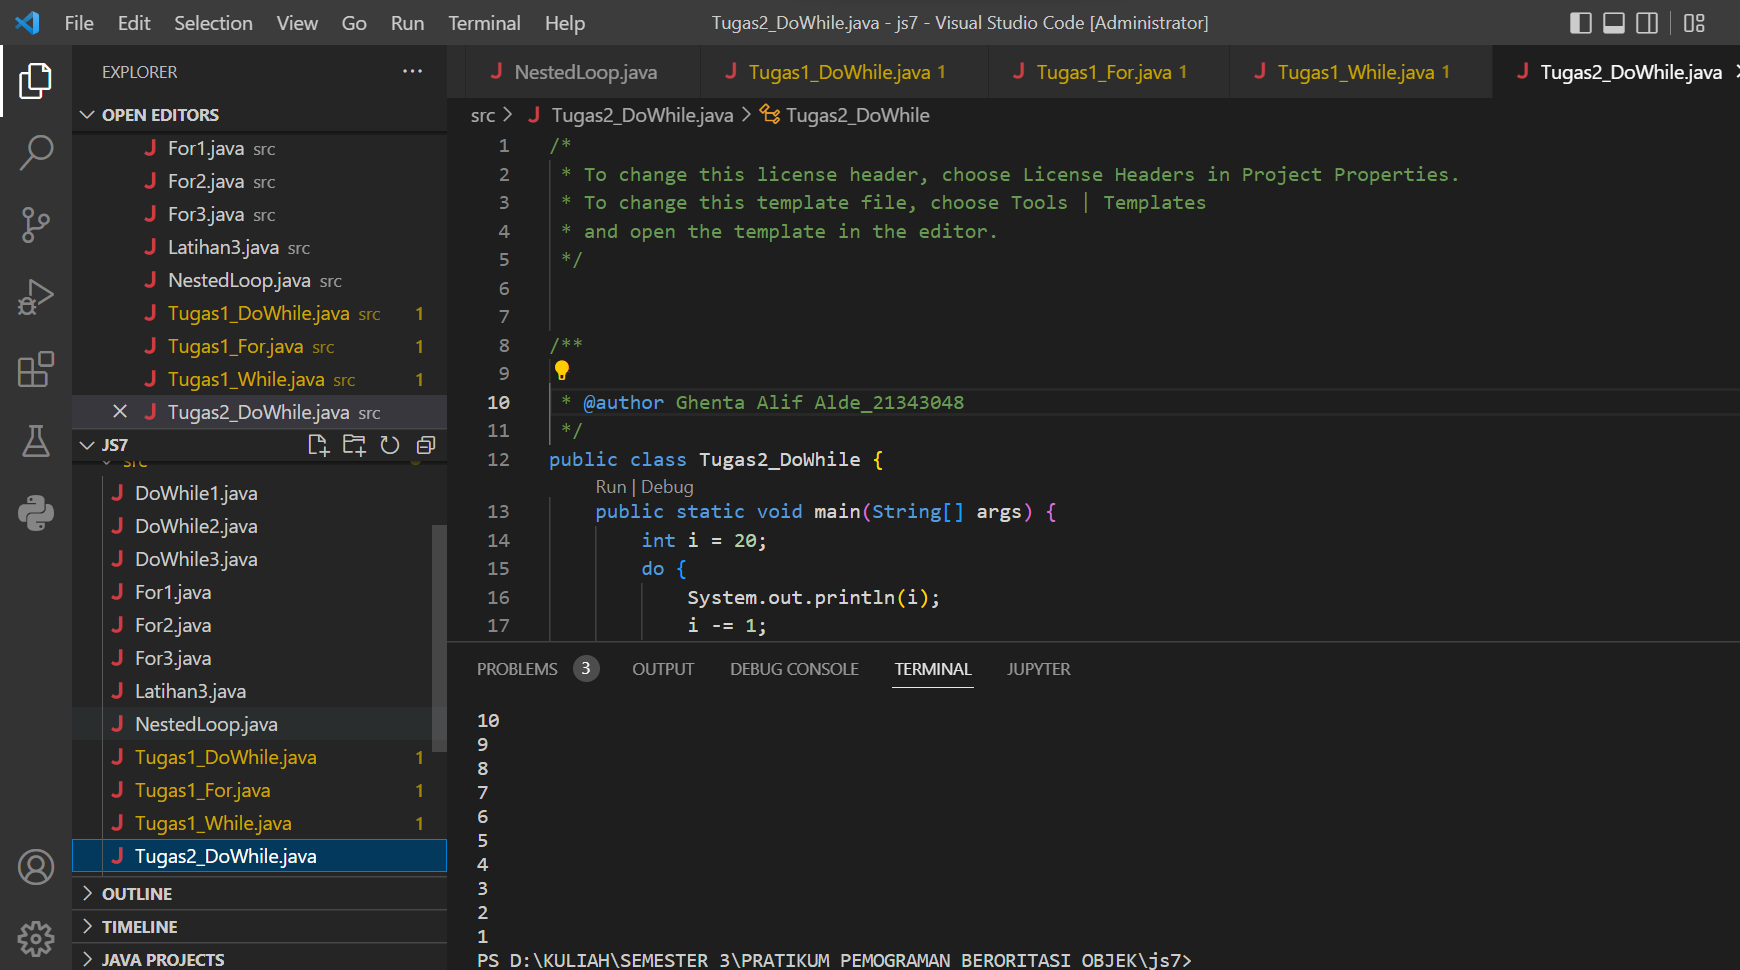 File Edit Selection View Go Run Terminal Help Tugas2_DoWhile.java - js7 - Visual Studio Code [Administrator]
EXPLORER ···
OPEN EDITORS
For1.java src
For2.java src
For3.java src
Latihan3.java src
NestedLoop.java src
Tugas1_DoWhile.java src 1
Tugas1_For.java src 1
Tugas1_While.java src 1
Tugas2_DoWhile.java src
JS7
src
DoWhile1.java
DoWhile2.java
DoWhile3.java
For1.java
For2.java
For3.java
Latihan3.java
NestedLoop.java
Tugas1_DoWhile.java 1
Tugas1_For.java 1
Tugas1_While.java 1
Tugas2_DoWhile.java
OUTLINE
TIMELINE
JAVA PROJECTS
NestedLoop.java Tugas1_DoWhile.java 1 Tugas1_For.java 1 Tugas1_While.java 1 Tugas2_DoWhile.java
src > Tugas2_DoWhile.java > Tugas2_DoWhile
1 /*
2 * To change this license header, choose License Headers in Project Properties.
3 * To change this template file, choose Tools | Templates
4 * and open the template in the editor.
5 */
6
7
8 /**
9
10 * @author Ghenta Alif Alde_21343048
11 */
12 public class Tugas2_DoWhile {
Run | Debug
13 public static void main(String[] args) {
14 int i = 20;
15 do {
16 System.out.println(i);
17 i -= 1;
PROBLEMS 3 OUTPUT DEBUG CONSOLE TERMINAL JUPYTER
10
9
8
7
6
5
4
3
2
1
PS D:\KULIAH\SEMESTER 3\PRATIKUM PEMOGRAMAN BERORITASI OBJEK\js7>